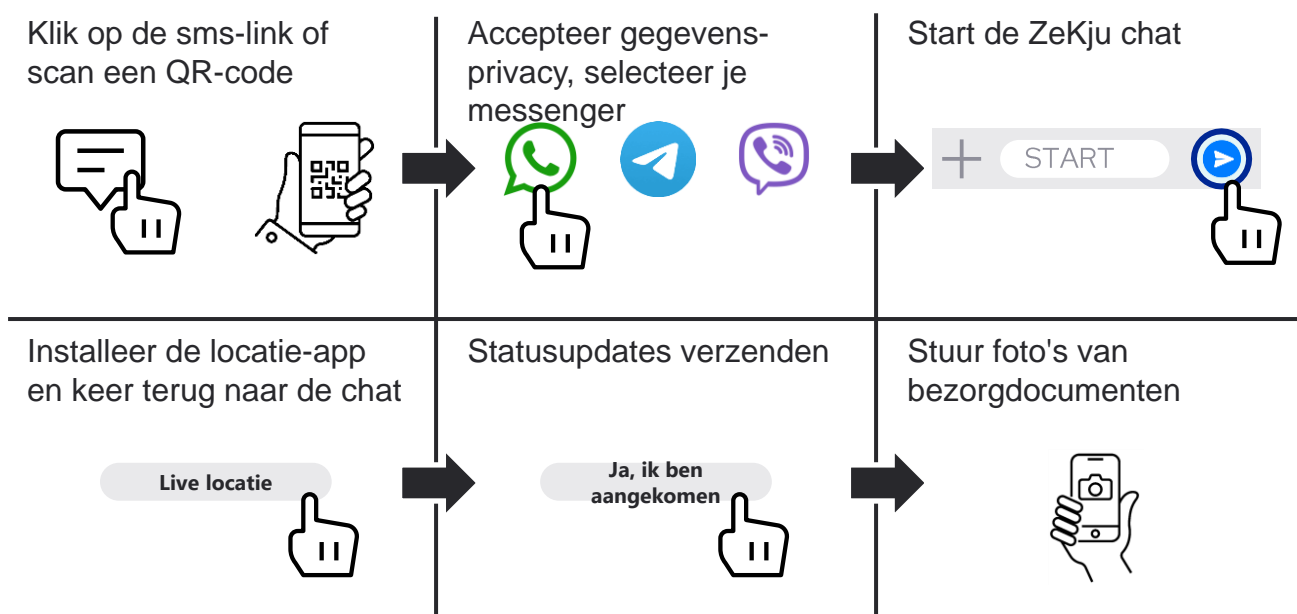 Klik op de sms-link of
scan een QR-code
Accepteer gegevens-
privacy, selecteer je
messenger
Start de ZeKju chat
START
Installeer de locatie-app
en keer terug naar de chat
Live locatie
Statusupdates verzenden
Ja, ik ben
aangekomen
Stuur foto's van
bezorgdocumenten